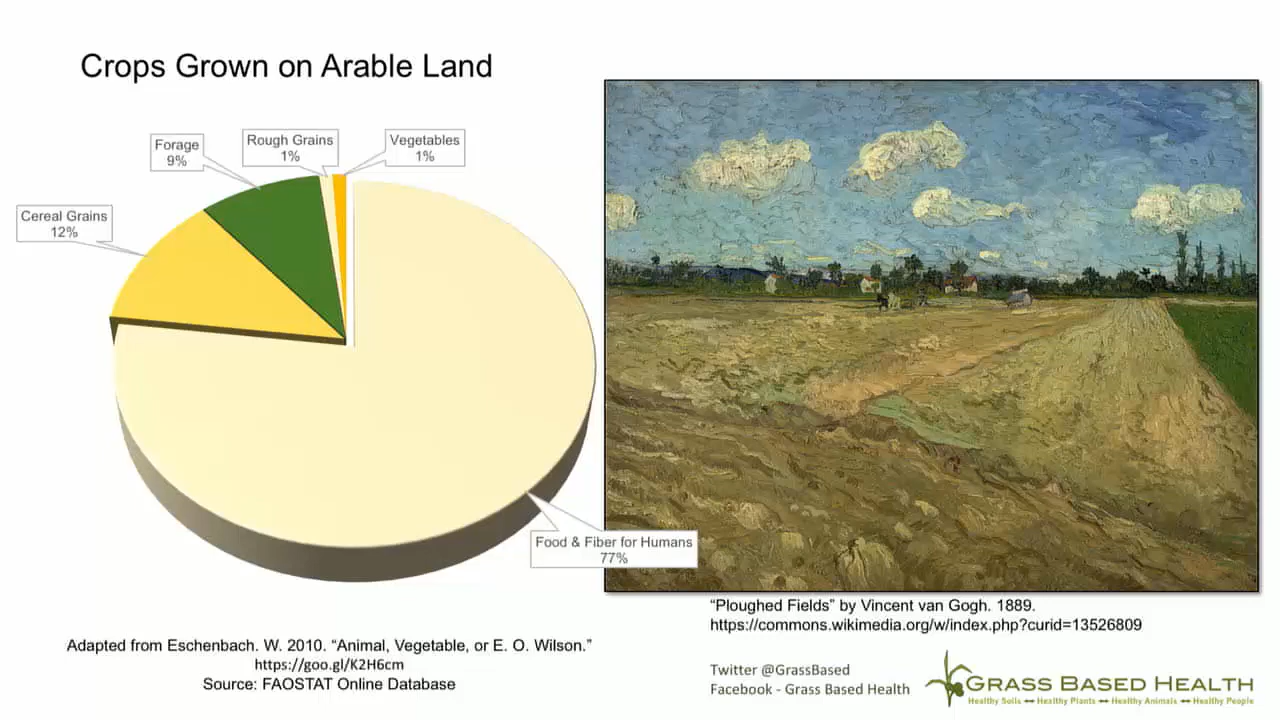 Crops Grown on Arable Land
Rough Grains
1%
Vegetables
1%
Forage
9%
Cereal Grains
12%
Food & Fiber for Humans
77%
"Ploughed Fields" by Vincent van Gogh. 1889.
https://commons.wikimedia.org/w/index.php?curid=13526809
Adapted from Eschenbach. W. 2010. “Animal, Vegetable, or E. O. Wilson.”
https://goo.gl/K2H6cm
Source: FAOSTAT Online Database
Twitter @GrassBased
Facebook - Grass Based Health
GRASS BASED HEALTH
Healthy Soils ↔ Healthy Plants ↔ Healthy Animals ↔ Healthy People